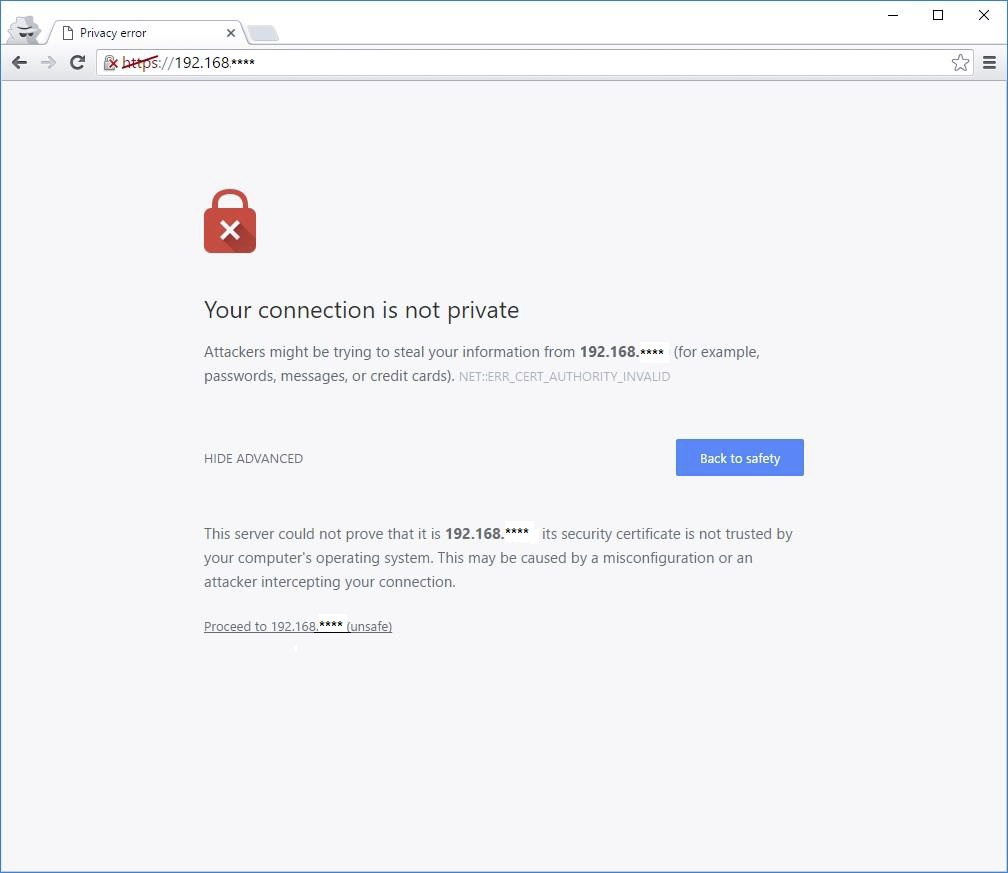 Privacy error
https://192.168.****
Your connection is not private
Attackers might be trying to steal your information from 192.168.**** (for example,
passwords, messages, or credit cards). NET::ERR_CERT_AUTHORITY_INVALID
HIDE ADVANCED
Back to safety
This server could not prove that it is 192.168.**** its security certificate is not trusted by
your computer's operating system. This may be caused by a misconfiguration or an
attacker intercepting your connection.
Proceed to 192.168.**** (unsafe)